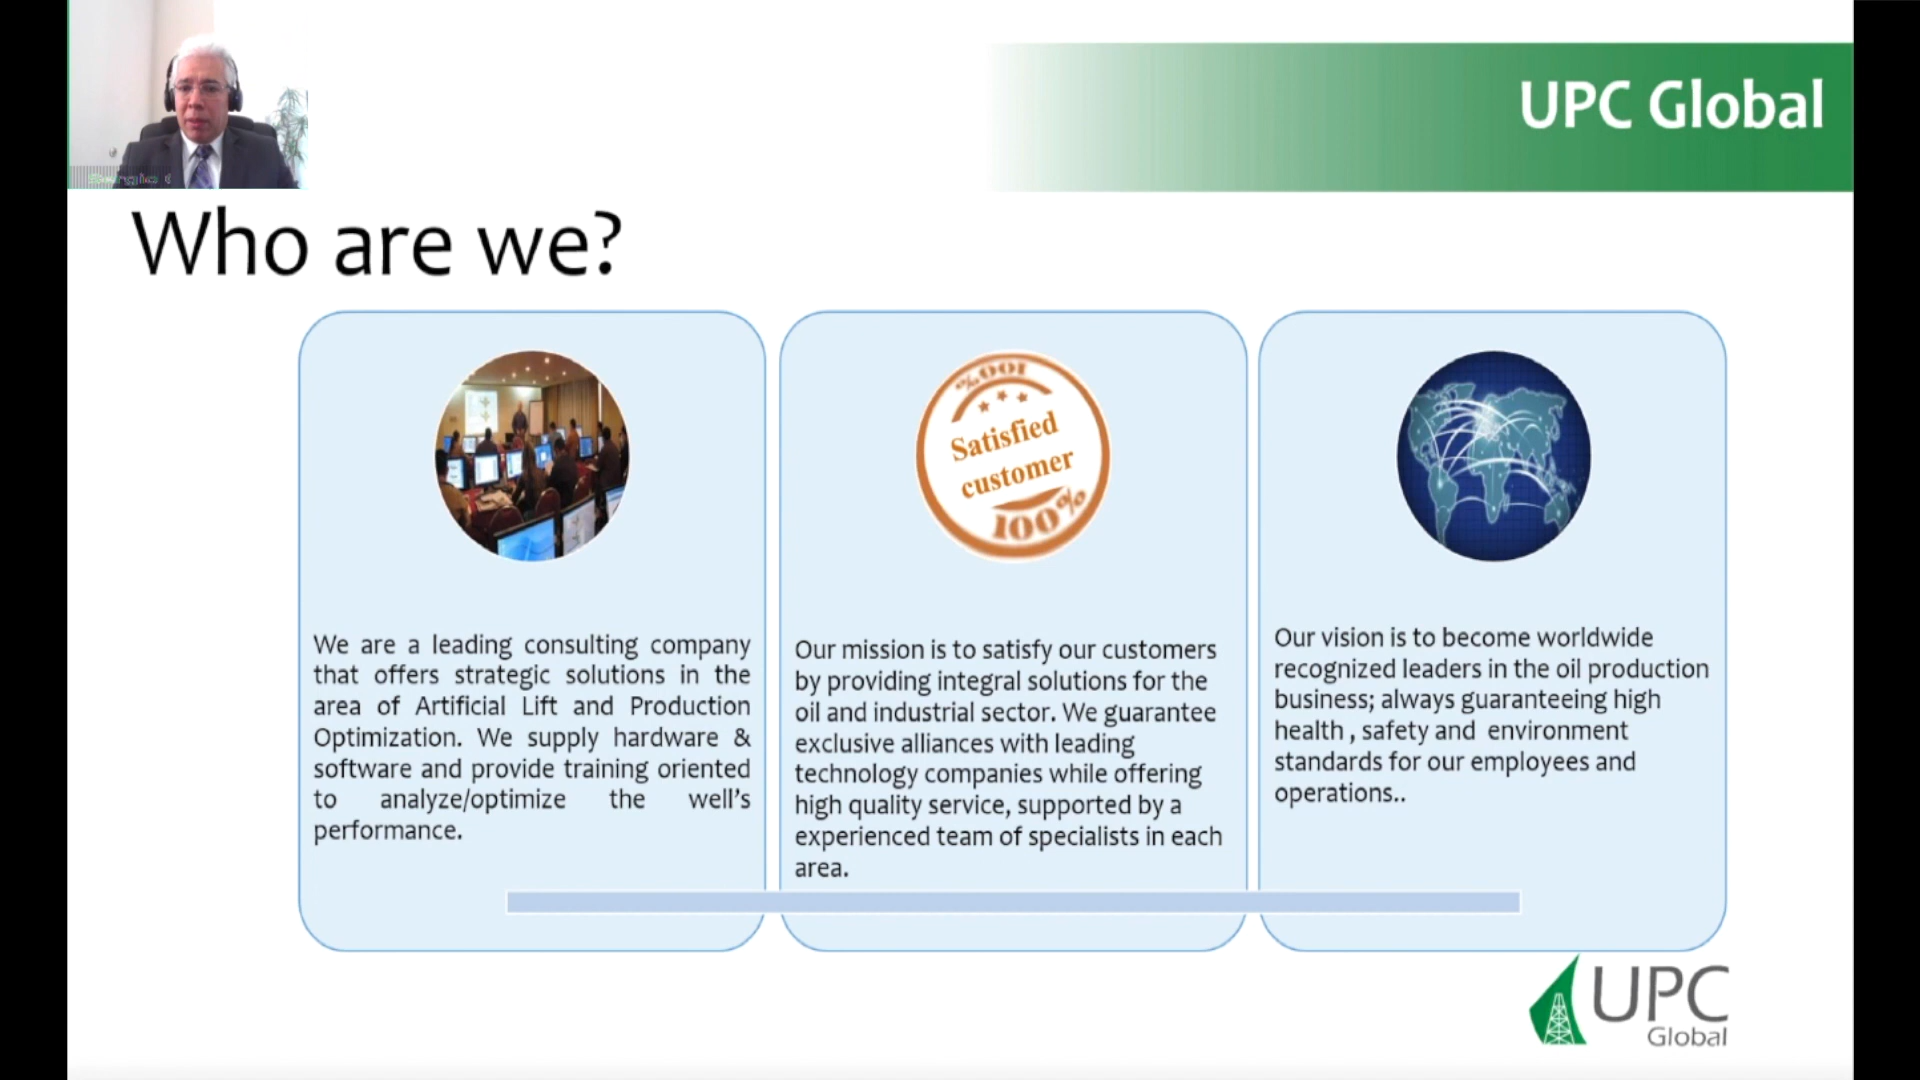 UPC Global
Who are we?
100%
Satisfied
customer
100%
We are a leading consulting company
that offers strategic solutions in the
area of Artificial Lift and Production
Optimization. We supply hardware &
software and provide training oriented
to analyze/optimize the well's
performance.
Our mission is to satisfy our customers
by providing integral solutions for the
oil and industrial sector. We guarantee
exclusive alliances with leading
technology companies while offering
high quality service, supported by a
experienced team of specialists in each
area.
Our vision is to become worldwide
recognized leaders in the oil production
business; always guaranteeing high
health , safety and environment
standards for our employees and
operations..
UPC
Global